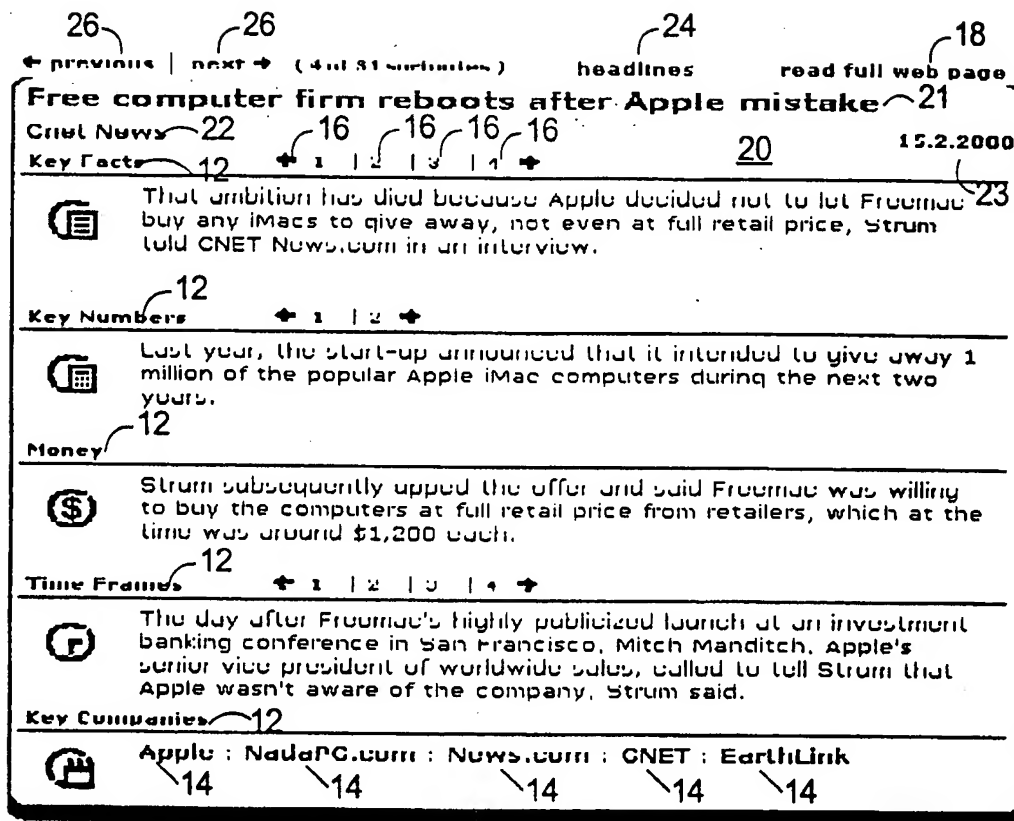 26 26 24 18
← previous | next → (4 of 31 surlories) headlines read full web page
Free computer firm reboots after Apple mistake 21
Cnet News 22 16 16 16 16 20 15.2.2000
Key Facts 12 ← 1 | 2 | 3 | 4 → 23
That ambition has died because Apple decided not to let Freemac
buy any iMacs to give away, not even at full retail price, Strum
told CNET News.com in an interview.
12
Key Numbers ← 1 | 2 →
Last year, the start-up announced that it intended to give away 1
million of the popular Apple iMac computers during the next two
years.
12
Money
Strum subsequently upped the offer and said Freemac was willing
to buy the computers at full retail price from retailers, which at the
time was around $1,200 each.
12
Time Frames ← 1 | 2 | 3 | 4 →
The day after Freemac's highly publicized launch at an investment
banking conference in San Francisco, Mitch Manditch, Apple's
senior vice president of worldwide sales, called to tell Strum that
Apple wasn't aware of the company, Strum said.
Key Companies 12
$
Apple : NadaPC.com : News.com : CNET : EarthLink
14 14 14 14 14